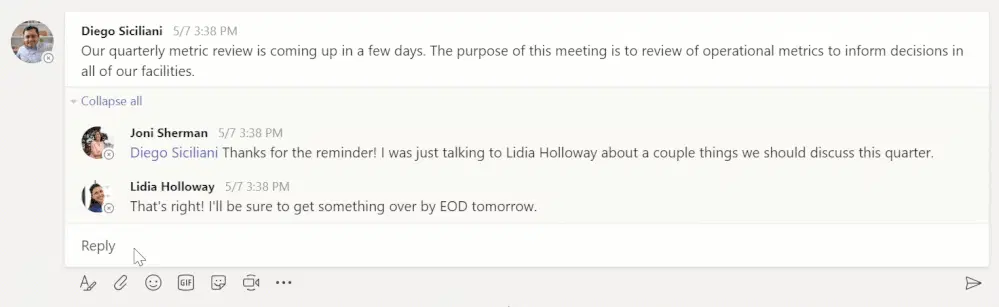 Diego Siciliani 5/7 3:38 PM
Our quarterly metric review is coming up in a few days. The purpose of this meeting is to review of operational metrics to inform decisions in
all of our facilities.
Collapse all
Joni Sherman 5/7 3:38 PM
Diego Siciliani Thanks for the reminder! I was just talking to Lidia Holloway about a couple things we should discuss this quarter.
Lidia Holloway 5/7 3:38 PM
That's right! I'll be sure to get something over by EOD tomorrow.
Reply
GIF